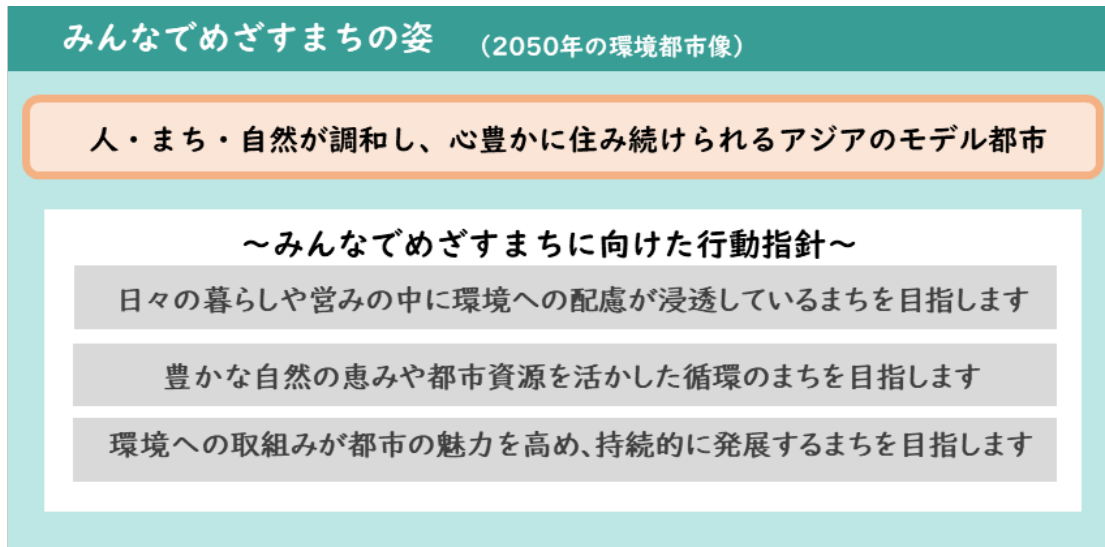 みんなでめざすまちの姿 （2050年の環境都市像）
人・まち・自然が調和し、心豊かに住み続けられるアジアのモデル都市
～みんなでめざすまちに向けた行動指針～
日々の暮らしや営みの中に環境への配慮が浸透しているまちを目指します
豊かな自然の恵みや都市資源を活かした循環のまちを目指します
環境への取組みが都市の魅力を高め、持続的に発展するまちを目指します